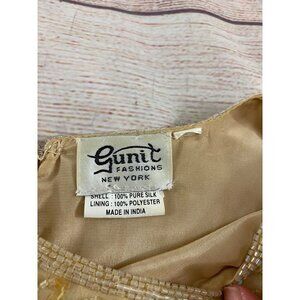 Gunit
FASHIONS
NEW YORK
SHELL : 100% PURE SILK
LINING : 100% POLYESTER
MADE IN INDIA